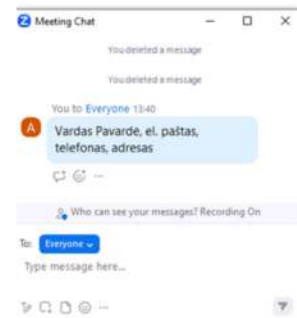 Meeting Chat
You deleted a message
You deleted a message
You to Everyone 13:40
A
Vardas Pavardė, el. paštas,
telefonas, adresas
Who can see your messages? Recording On
To: Everyone
Type message here...